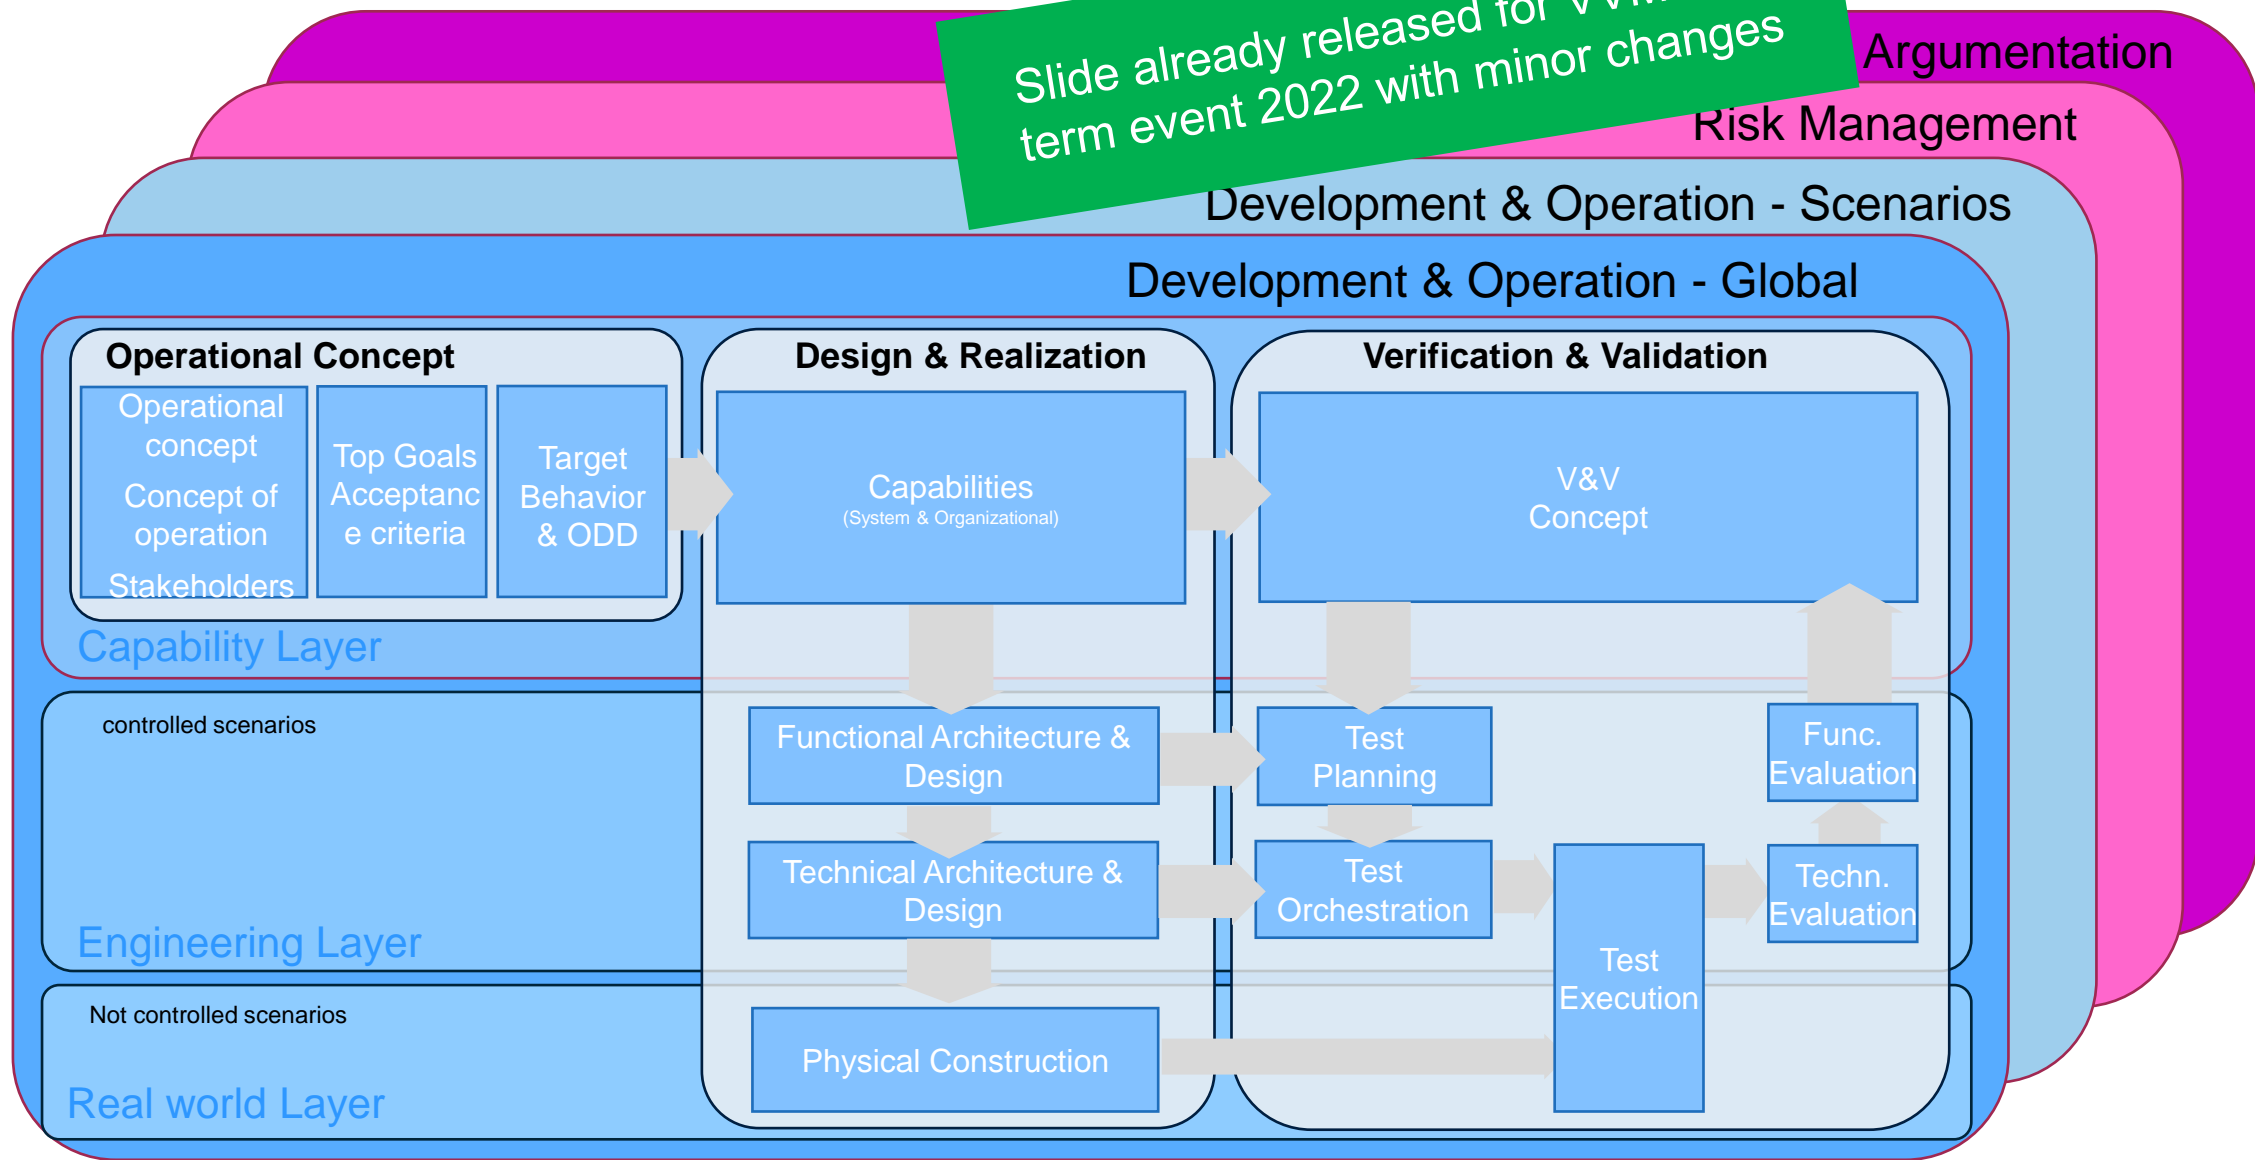 Slide already released for
term event 2022 with minor changes
Argumentation
Risk Management
Development & Operation - Scenarios
Development & Operation - Global
Operational Concept
Operational
concept
Concept of
operation
Stakeholders
Top Goals
Acceptanc
e criteria
Target
Behavior
& ODD
Capability Layer
Design & Realization
Capabilities
(System & Organizational)
Verification & Validation
V&V
Concept
controlled scenarios
Engineering Layer
Functional Architecture &
Design
Technical Architecture &
Design
Test
Planning
Test
Orchestration
Test
Execution
Func.
Evaluation
Techn.
Evaluation
Not controlled scenarios
Real world Layer
Physical Construction